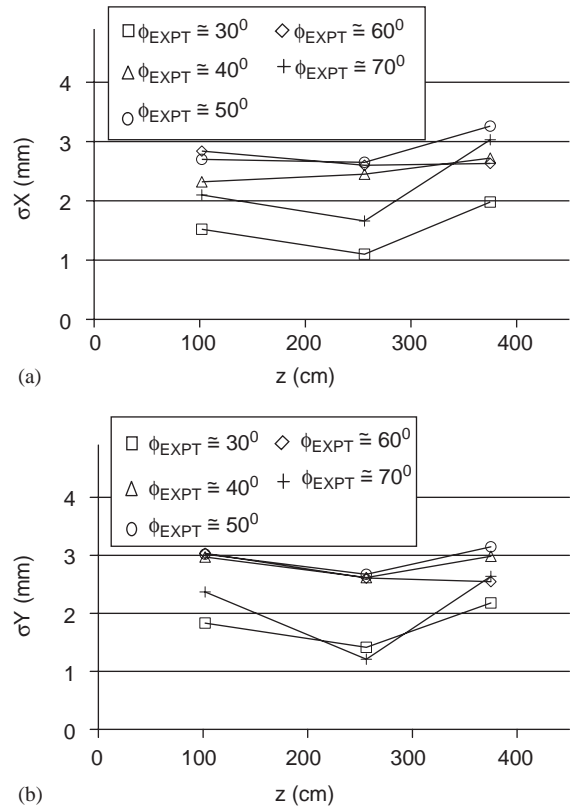 ϕEXPT ≅ 30⁰ ϕEXPT ≅ 60⁰
ϕEXPT ≅ 40⁰ ϕEXPT ≅ 70⁰
ϕEXPT ≅ 50⁰
4
3
2
1
0
σX (mm)
0 100 200 300 400
z (cm)
(a)
ϕEXPT ≅ 30⁰ ϕEXPT ≅ 60⁰
ϕEXPT ≅ 40⁰ ϕEXPT ≅ 70⁰
ϕEXPT ≅ 50⁰
4
3
2
1
0
σY (mm)
0 100 200 300 400
z (cm)
(b)